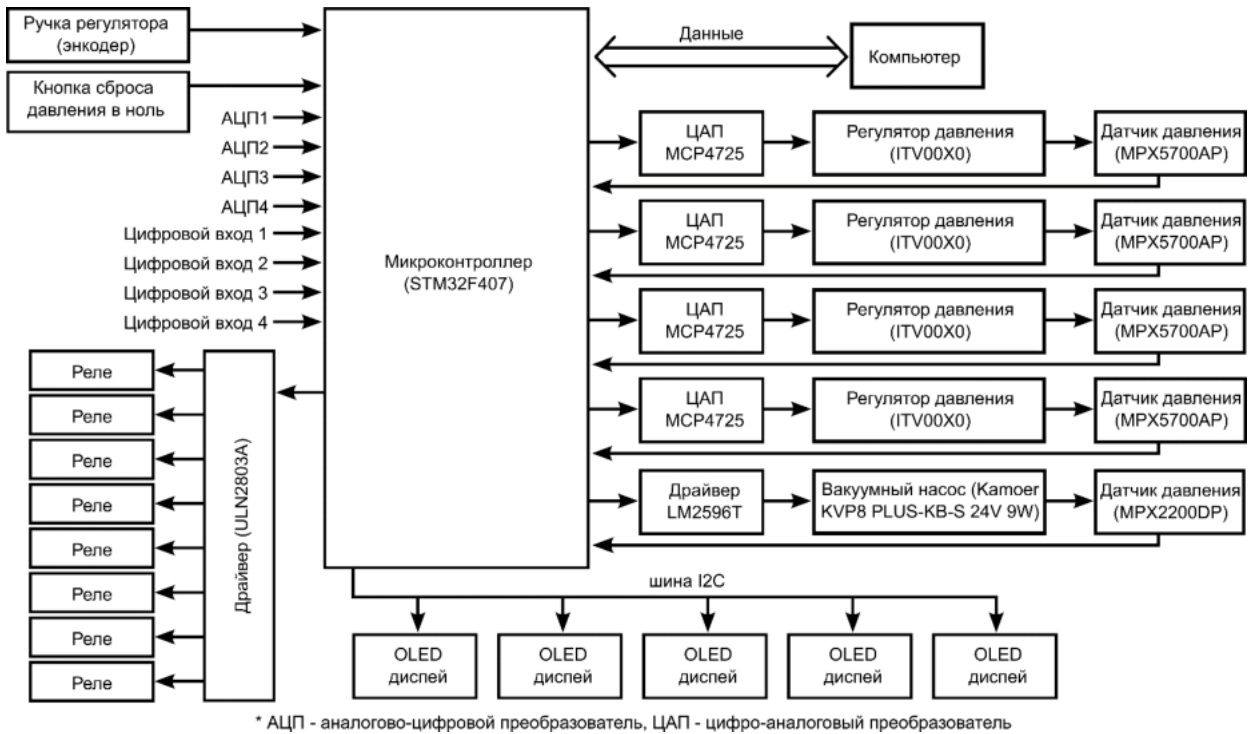 Ручка регулятора
(энкодер)
Кнопка сброса
давления в ноль
АЦП1
АЦП2
АЦП3
АЦП4
Цифровой вход 1
Цифровой вход 2
Цифровой вход 3
Цифровой вход 4
Микроконтроллер
(STM32F407)
Данные
Компьютер
ЦАП
MCP4725
Регулятор давления
(ITV00X0)
Датчик давления
(MPX5700AP)
ЦАП
MCP4725
Регулятор давления
(ITV00X0)
Датчик давления
(MPX5700AP)
ЦАП
MCP4725
Регулятор давления
(ITV00X0)
Датчик давления
(MPX5700AP)
ЦАП
MCP4725
Регулятор давления
(ITV00X0)
Датчик давления
(MPX5700AP)
Драйвер
LM2596T
Вакуумный насос (Kamoer
KVP8 PLUS-KB-S 24V 9W)
Датчик давления
(MPX2200DP)
Реле
Реле
Реле
Реле
Реле
Реле
Реле
Реле
Драйвер (ULN2803A)
шина I2C
OLED
диспей
OLED
диспей
OLED
диспей
OLED
диспей
OLED
диспей
* АЦП - аналогово-цифровой преобразователь, ЦАП - цифро-аналоговый преобразователь